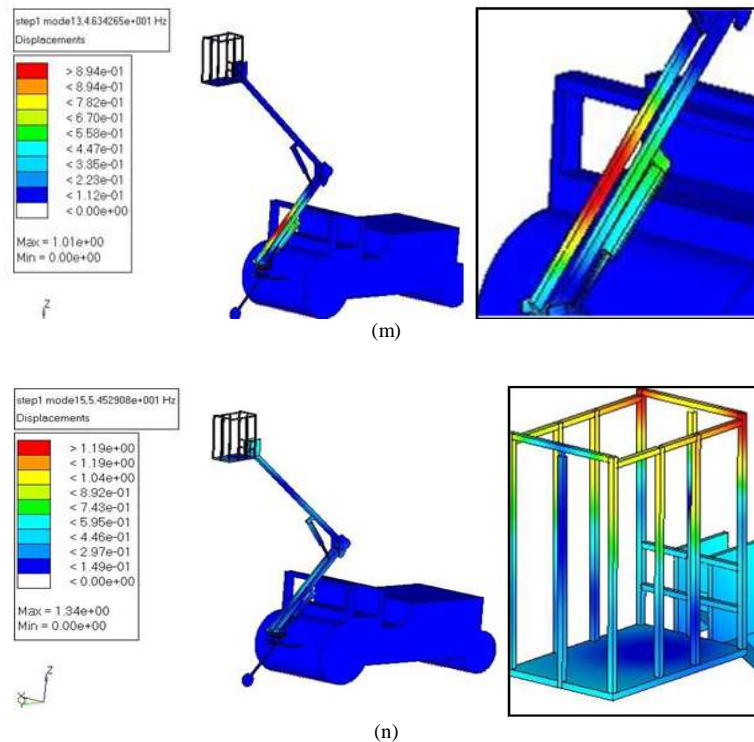 step1 mode13,4.634265e+001 Hz
Displacements
> 8.94e-01
< 8.94e-01
< 7.82e-01
< 6.70e-01
< 5.58e-01
< 4.47e-01
< 3.35e-01
< 2.23e-01
< 1.12e-01
< 0.00e+00
Max = 1.01e+00
Min = 0.00e+00
Z
(m)
step1 mode15,5.452908e+001 Hz
Displacements
> 1.19e+00
< 1.19e+00
< 1.04e+00
< 8.92e-01
< 7.43e-01
< 5.95e-01
< 4.46e-01
< 2.97e-01
< 1.49e-01
< 0.00e+00
Max = 1.34e+00
Min = 0.00e+00
Z
(n)